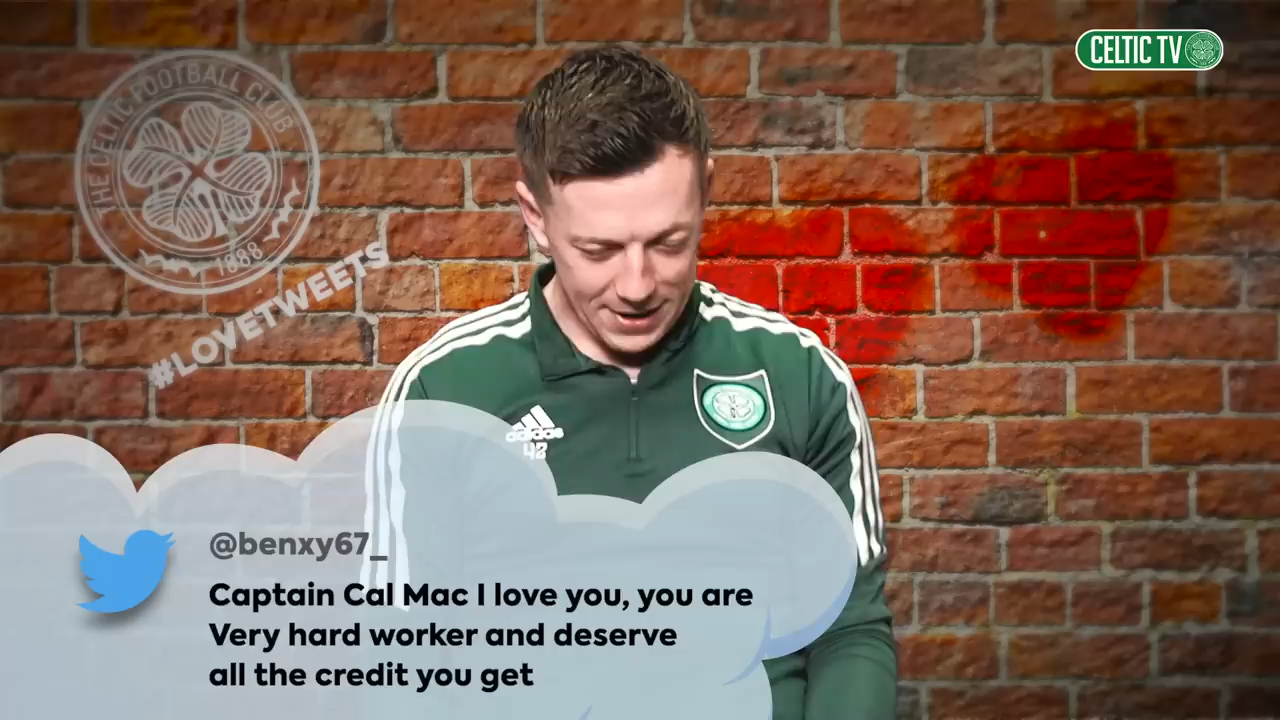 CELTIC TV
THE CELTIC FOOTBALL CLUB
1888
#LOVETWEETS
adidas
42
@benxy67_
Captain Cal Mac I love you, you are
Very hard worker and deserve
all the credit you get